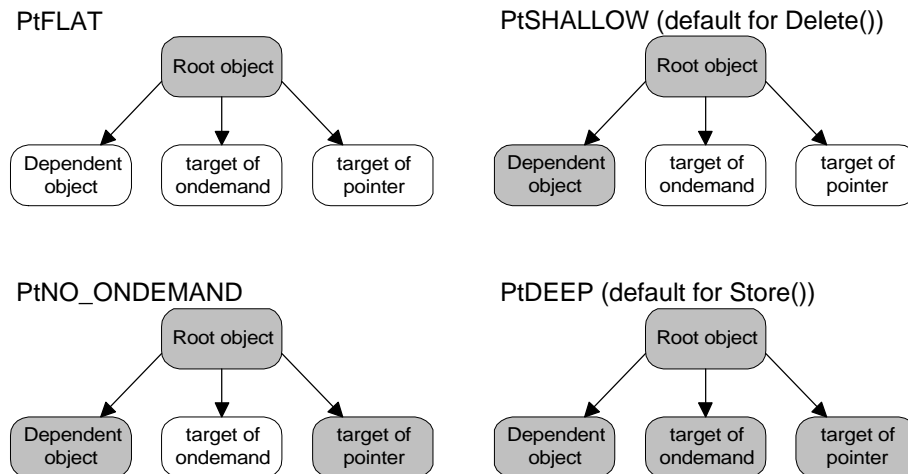 PtFLAT
Root object
Dependent
object
target of
ondemand
target of
pointer
PtSHALLOW (default for Delete())
Root object
Dependent
object
target of
ondemand
target of
pointer
PtNO_ONDEMAND
Root object
Dependent
object
target of
ondemand
target of
pointer
PtDEEP (default for Store())
Root object
Dependent
object
target of
ondemand
target of
pointer